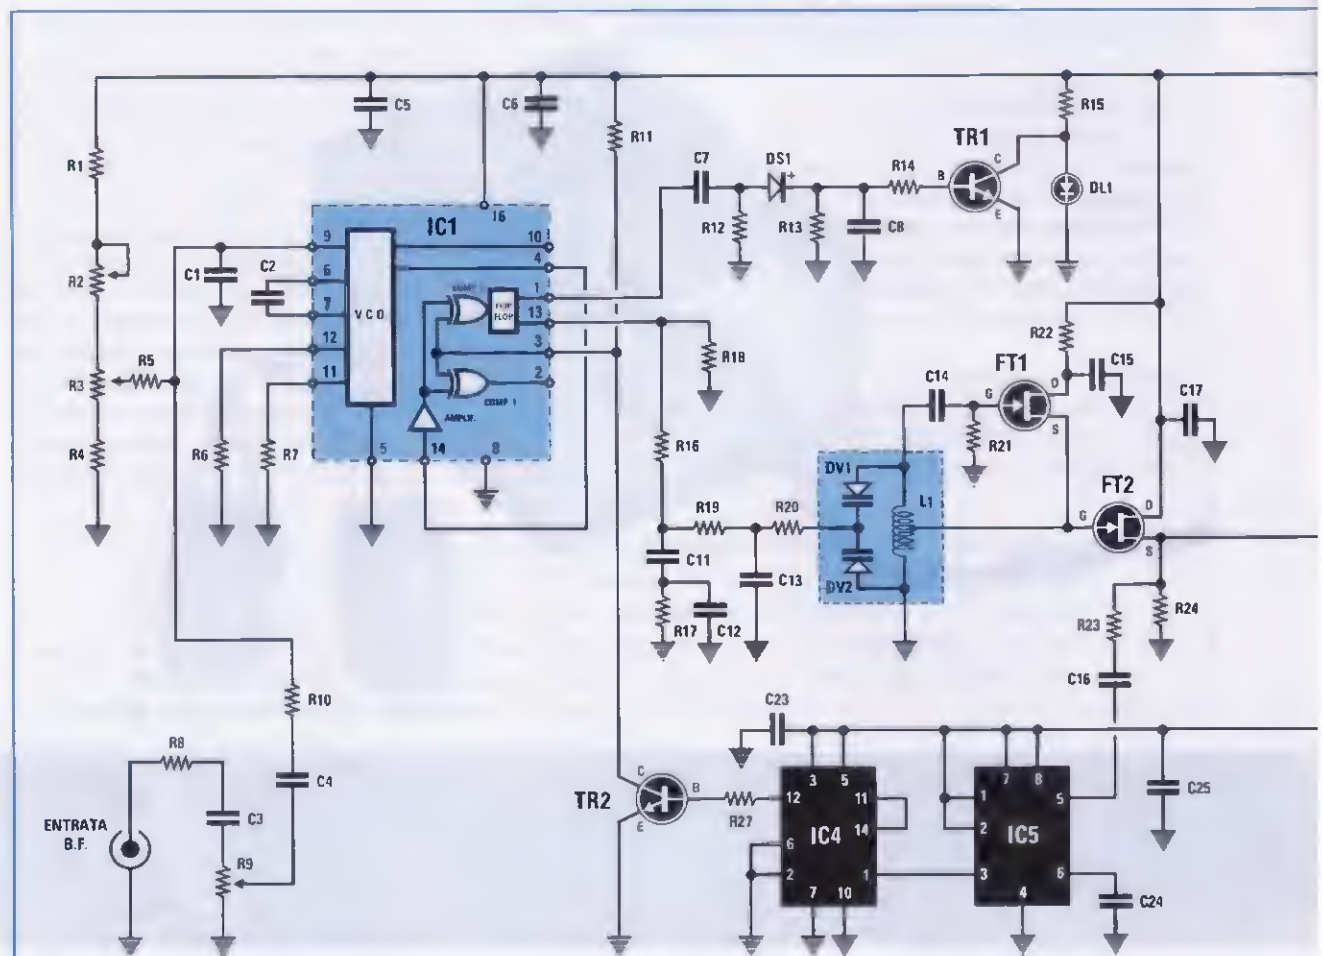 C5
C6
R11
R15
R1
TR1
C7
DS1
+
R14
B
C
E
DL1
R12
R13
C8
IC1
16
9
10
C1
C2
6
4
R2
7
V C O
1
FLIP
FLOP
13
12
3
R18
R22
C15
R5
R3
11
2
COMP 1
FT1
D
G
S
C14
R21
C17
AMPLIF.
R4
R6
R7
5
14
8
R16
DV1
L1
FT2
G
D
S
R19
R20
C11
C13
DV2
R17
C12
R23
R24
C16
R10
C23
R8
C4
3
5
7
8
C25
TR2
C
B
E
R27
12
11
1
5
ENTRATA
B.F.
C3
14
2
IC4
IC5
R9
6
2
1
3
6
C24
7
10
4